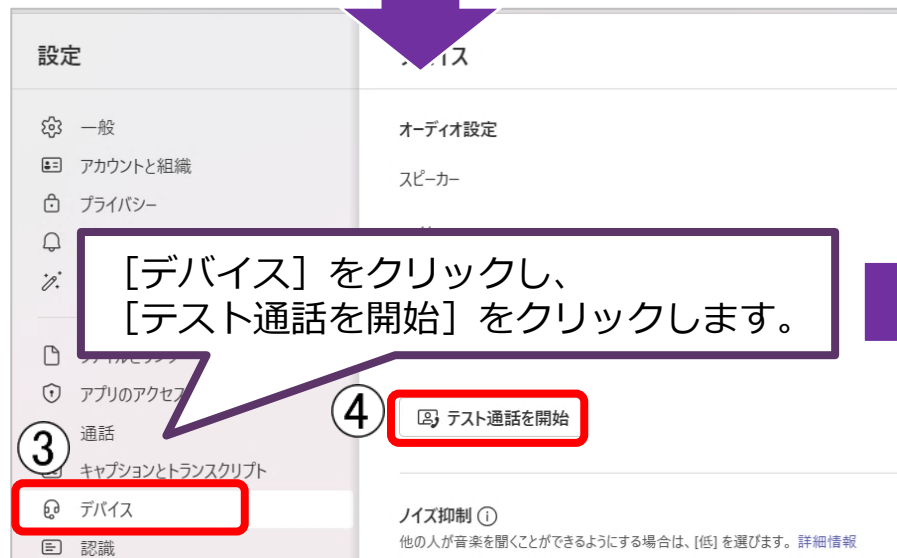 設定
一般
アカウントと組織
プライバシー
［デバイス］をクリックし、
［テスト通話を開始］をクリックします。
アプリのアクセス
通話
キャプションとトランスクリプト
③
デバイス
認識
オーディオ設定
スピーカー
④
テスト通話を開始
ノイズ抑制
他の人が音楽を聞くことができるようにする場合は、[低] を選びます。詳細情報